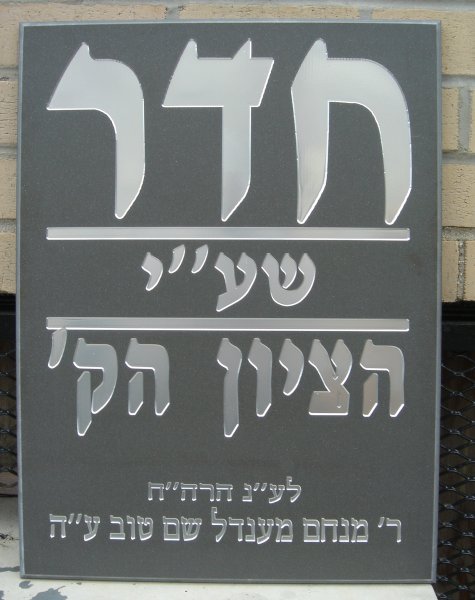 חדר
שע״י
הציון הק׳
לע״נ הרה״ח
ר׳ מנחם מענדל שם טוב ע״ה